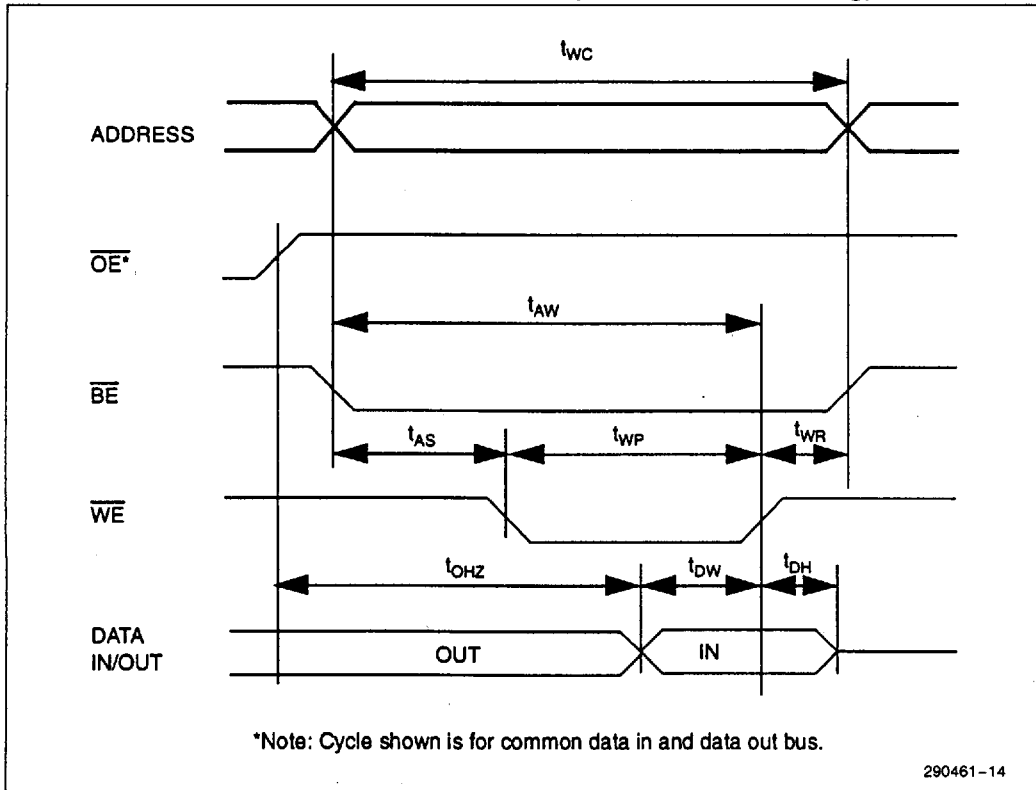 tWC
ADDRESS
OE*
tAW
BE
tAS
tWP
tWR
WE
tOHZ
tDW
tDH
DATA
IN/OUT
OUT
IN
*Note: Cycle shown is for common data in and data out bus.
290461-14